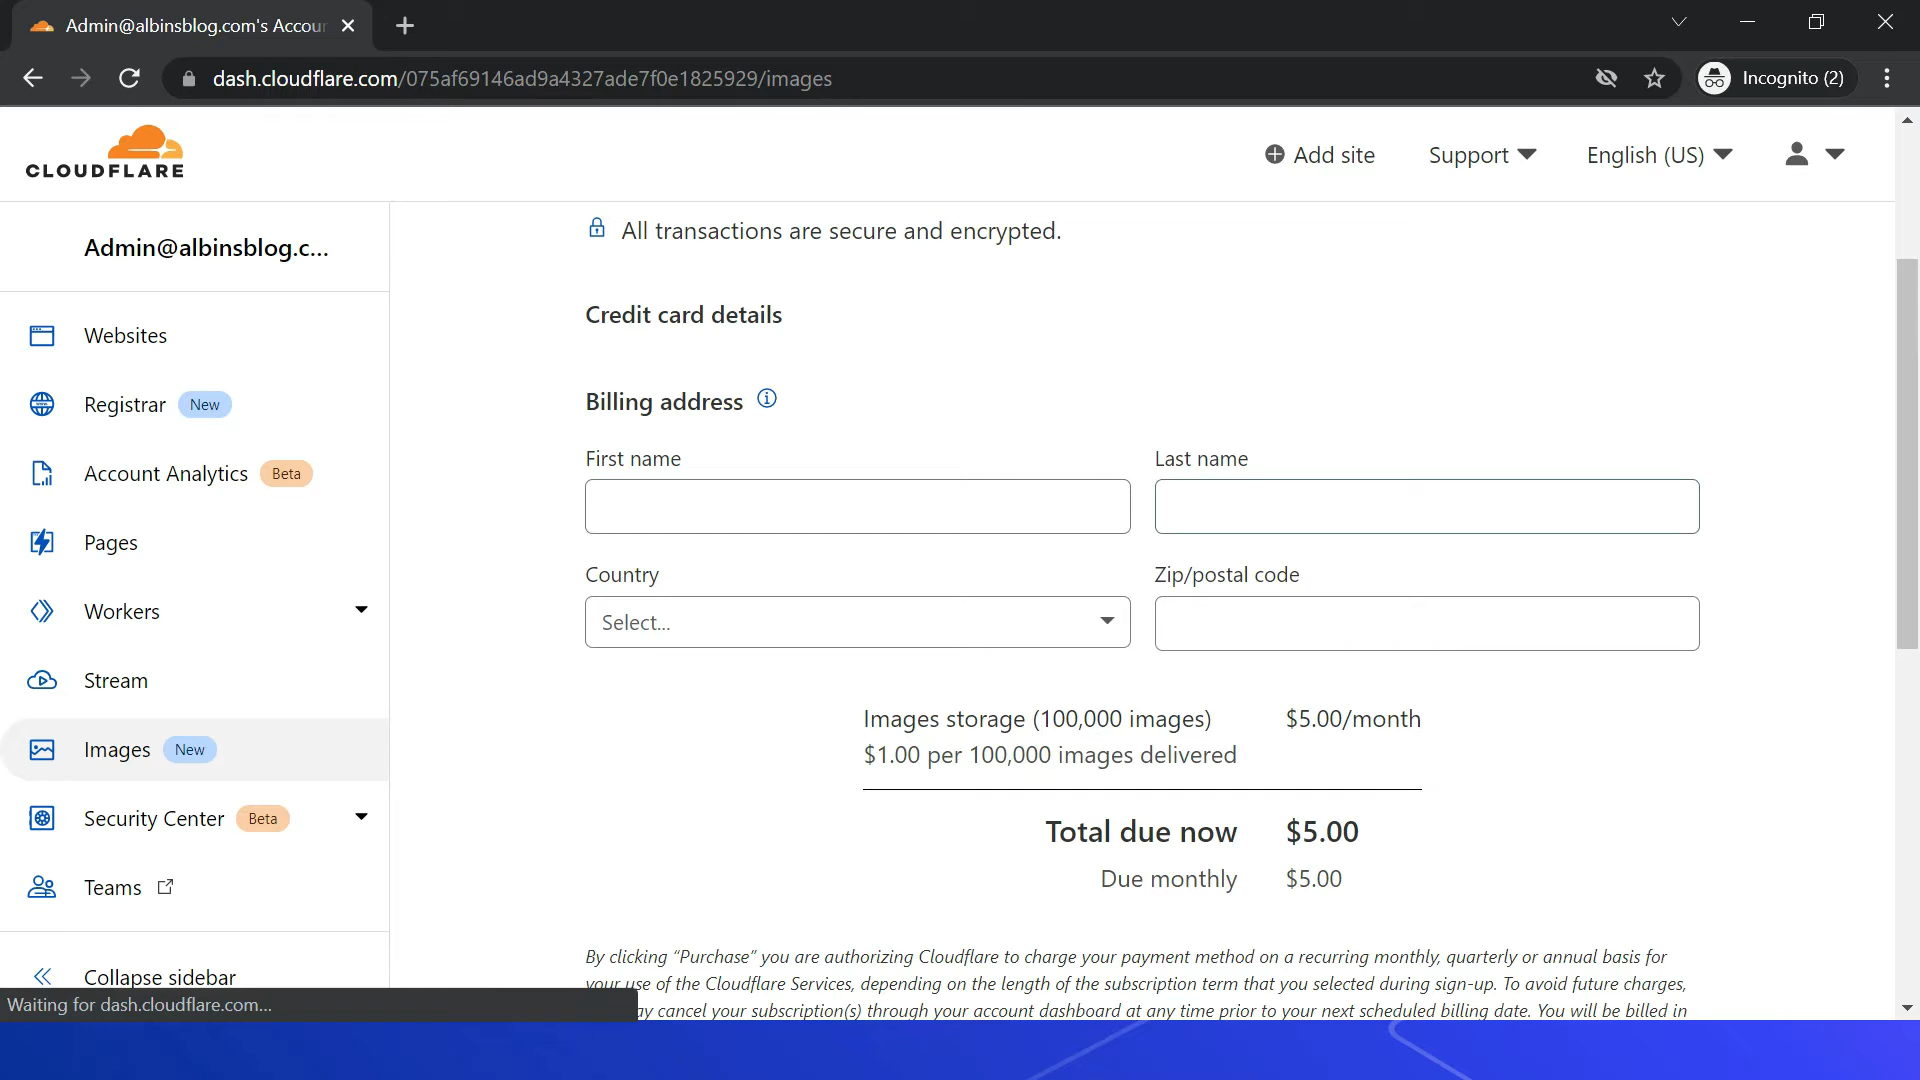 Admin@albinsblog.com's Accou
dash.cloudflare.com/075af69146ad9a4327ade7f0e1825929/images
Incognito (2)
CLOUDFLARE
Add site
Support
English (US)
Admin@albinsblog.c...
Websites
Registrar New
Account Analytics Beta
Pages
Workers
Stream
Images New
Security Center Beta
Teams
Collapse sidebar
Waiting for dash.cloudflare.com...
All transactions are secure and encrypted.
Credit card details
Billing address
First name
Last name
Country
Zip/postal code
Select...
Images storage (100,000 images) $5.00/month
$1.00 per 100,000 images delivered
Total due now $5.00
Due monthly $5.00
By clicking “Purchase” you are authorizing Cloudflare to charge your payment method on a recurring monthly, quarterly or annual basis for
your use of the Cloudflare Services, depending on the length of the subscription term that you selected during sign-up. To avoid future charges,
cancel your subscription(s) through your account dashboard at any time prior to your next scheduled billing date. You will be billed in